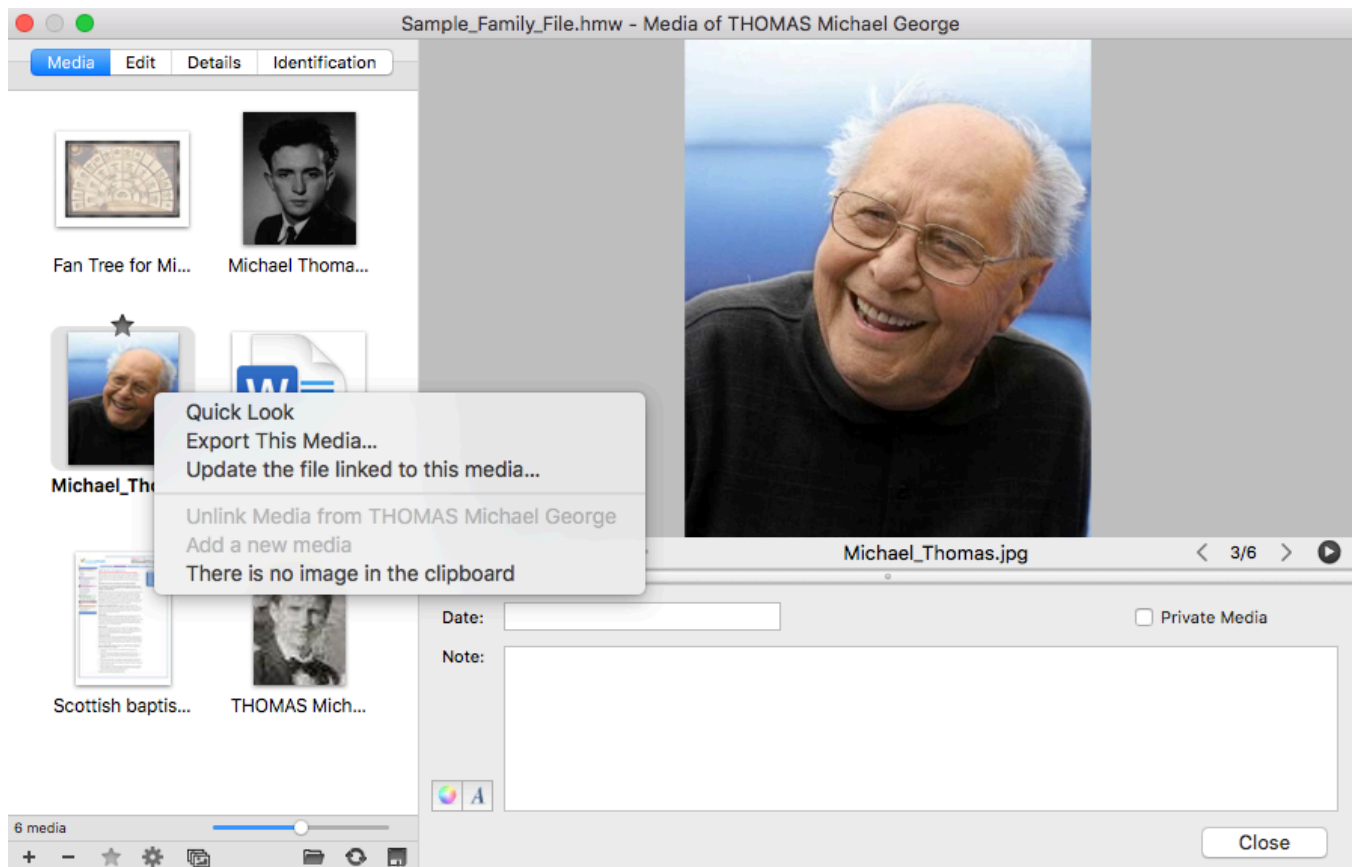 Sample_Family_File.hmw - Media of THOMAS Michael George
Media Edit Details Identification
Fan Tree for Mi...
Michael Thoma...
W
Michael_Tho
Quick Look
Export This Media...
Update the file linked to this media...
Unlink Media from THOMAS Michael George
Add a new media
There is no image in the clipboard
Scottish baptis...
THOMAS Mich...
6 media
Michael_Thomas.jpg
3/6
Date:
Private Media
Note:
A
Close